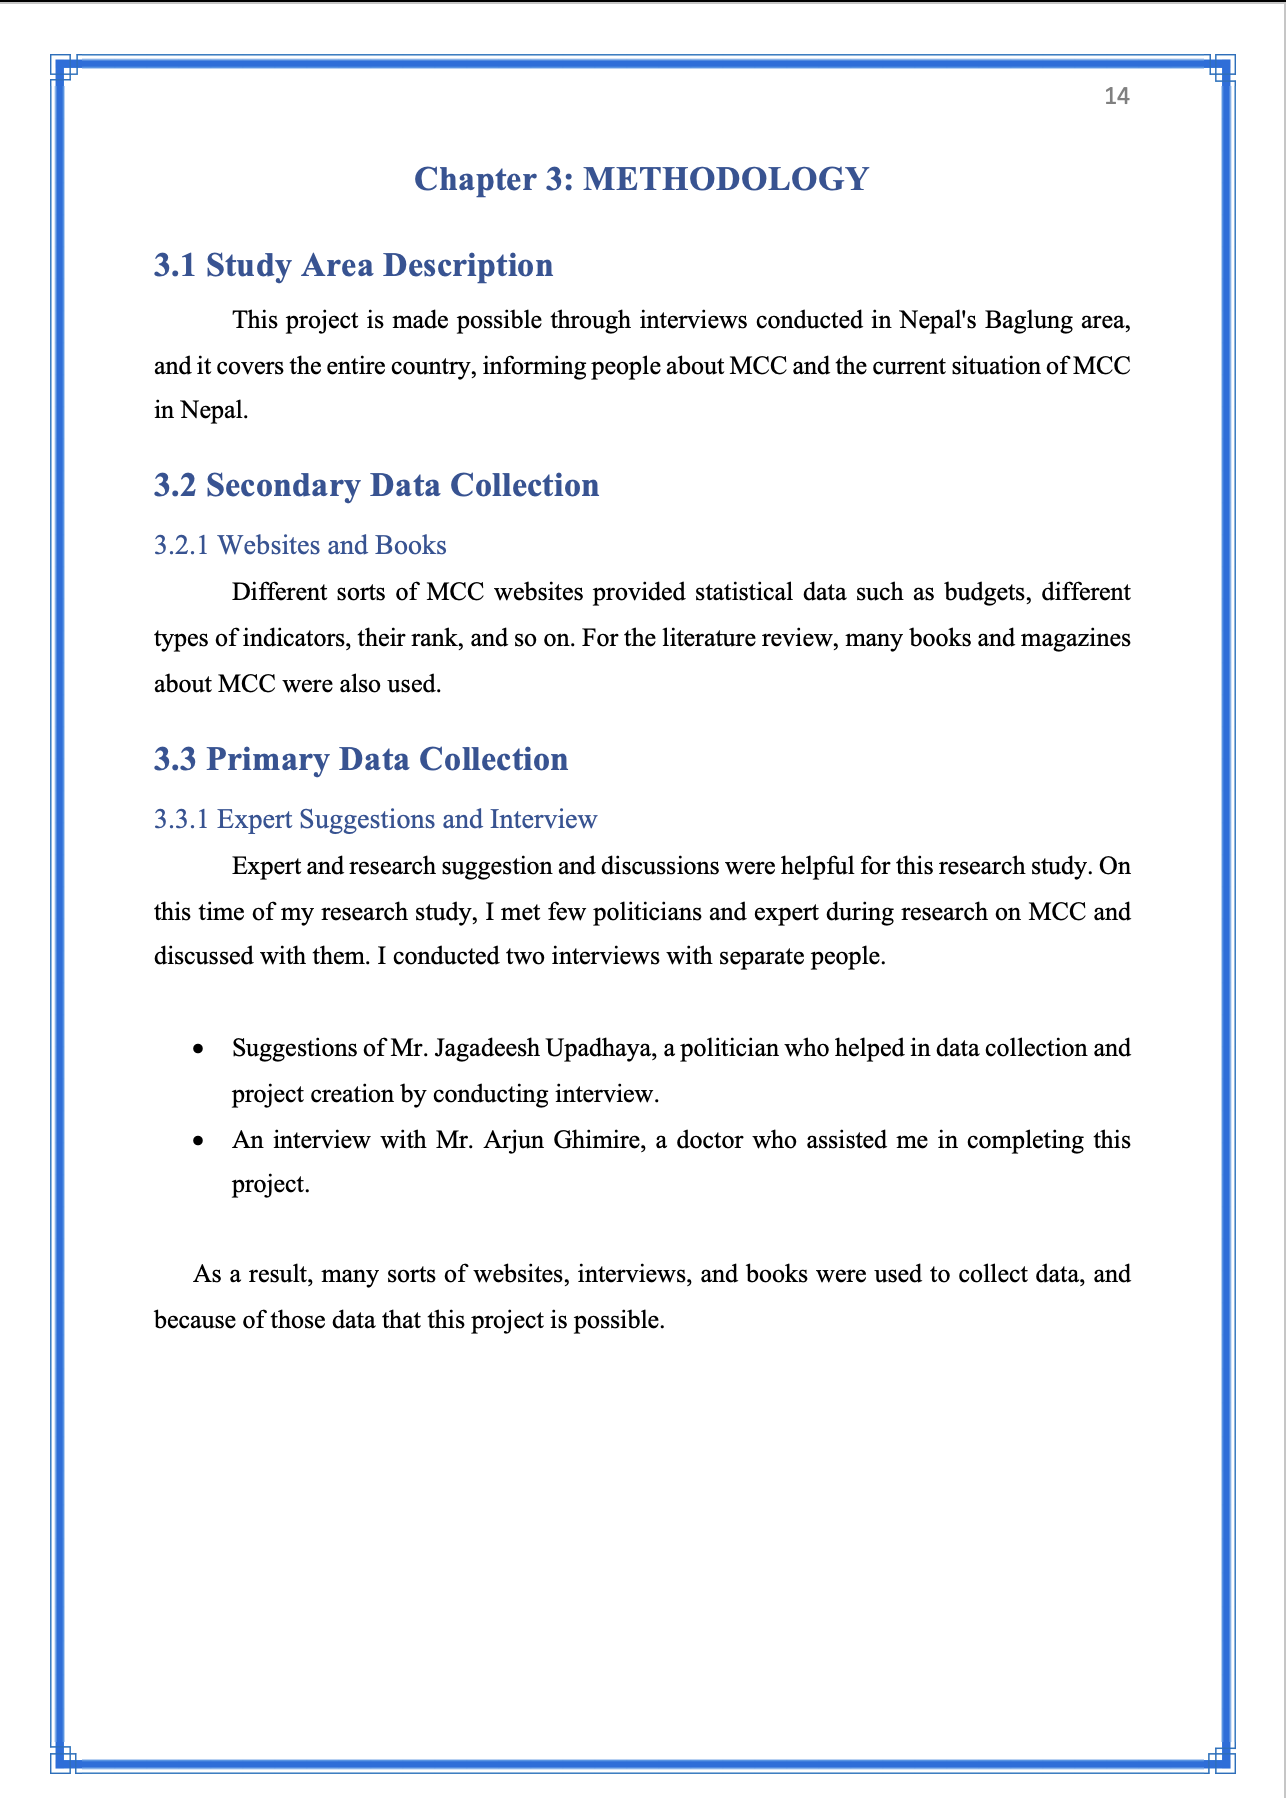 14
Chapter 3: METHODOLOGY
3.1 Study Area Description
This project is made possible through interviews conducted in Nepal's Baglung area,
and it covers the entire country, informing people about MCC and the current situation of MCC
in Nepal.
3.2 Secondary Data Collection
3.2.1 Websites and Books
Different sorts of MCC websites provided statistical data such as budgets, different
types of indicators, their rank, and so on. For the literature review, many books and magazines
about MCC were also used.
3.3 Primary Data Collection
3.3.1 Expert Suggestions and Interview
Expert and research suggestion and discussions were helpful for this research study. On
this time of my research study, I met few politicians and expert during research on MCC and
discussed with them. I conducted two interviews with separate people.
• Suggestions of Mr. Jagadeesh Upadhaya, a politician who helped in data collection and
project creation by conducting interview.
• An interview with Mr. Arjun Ghimire, a doctor who assisted me in completing this
project.
As a result, many sorts of websites, interviews, and books were used to collect data, and
because of those data that this project is possible.